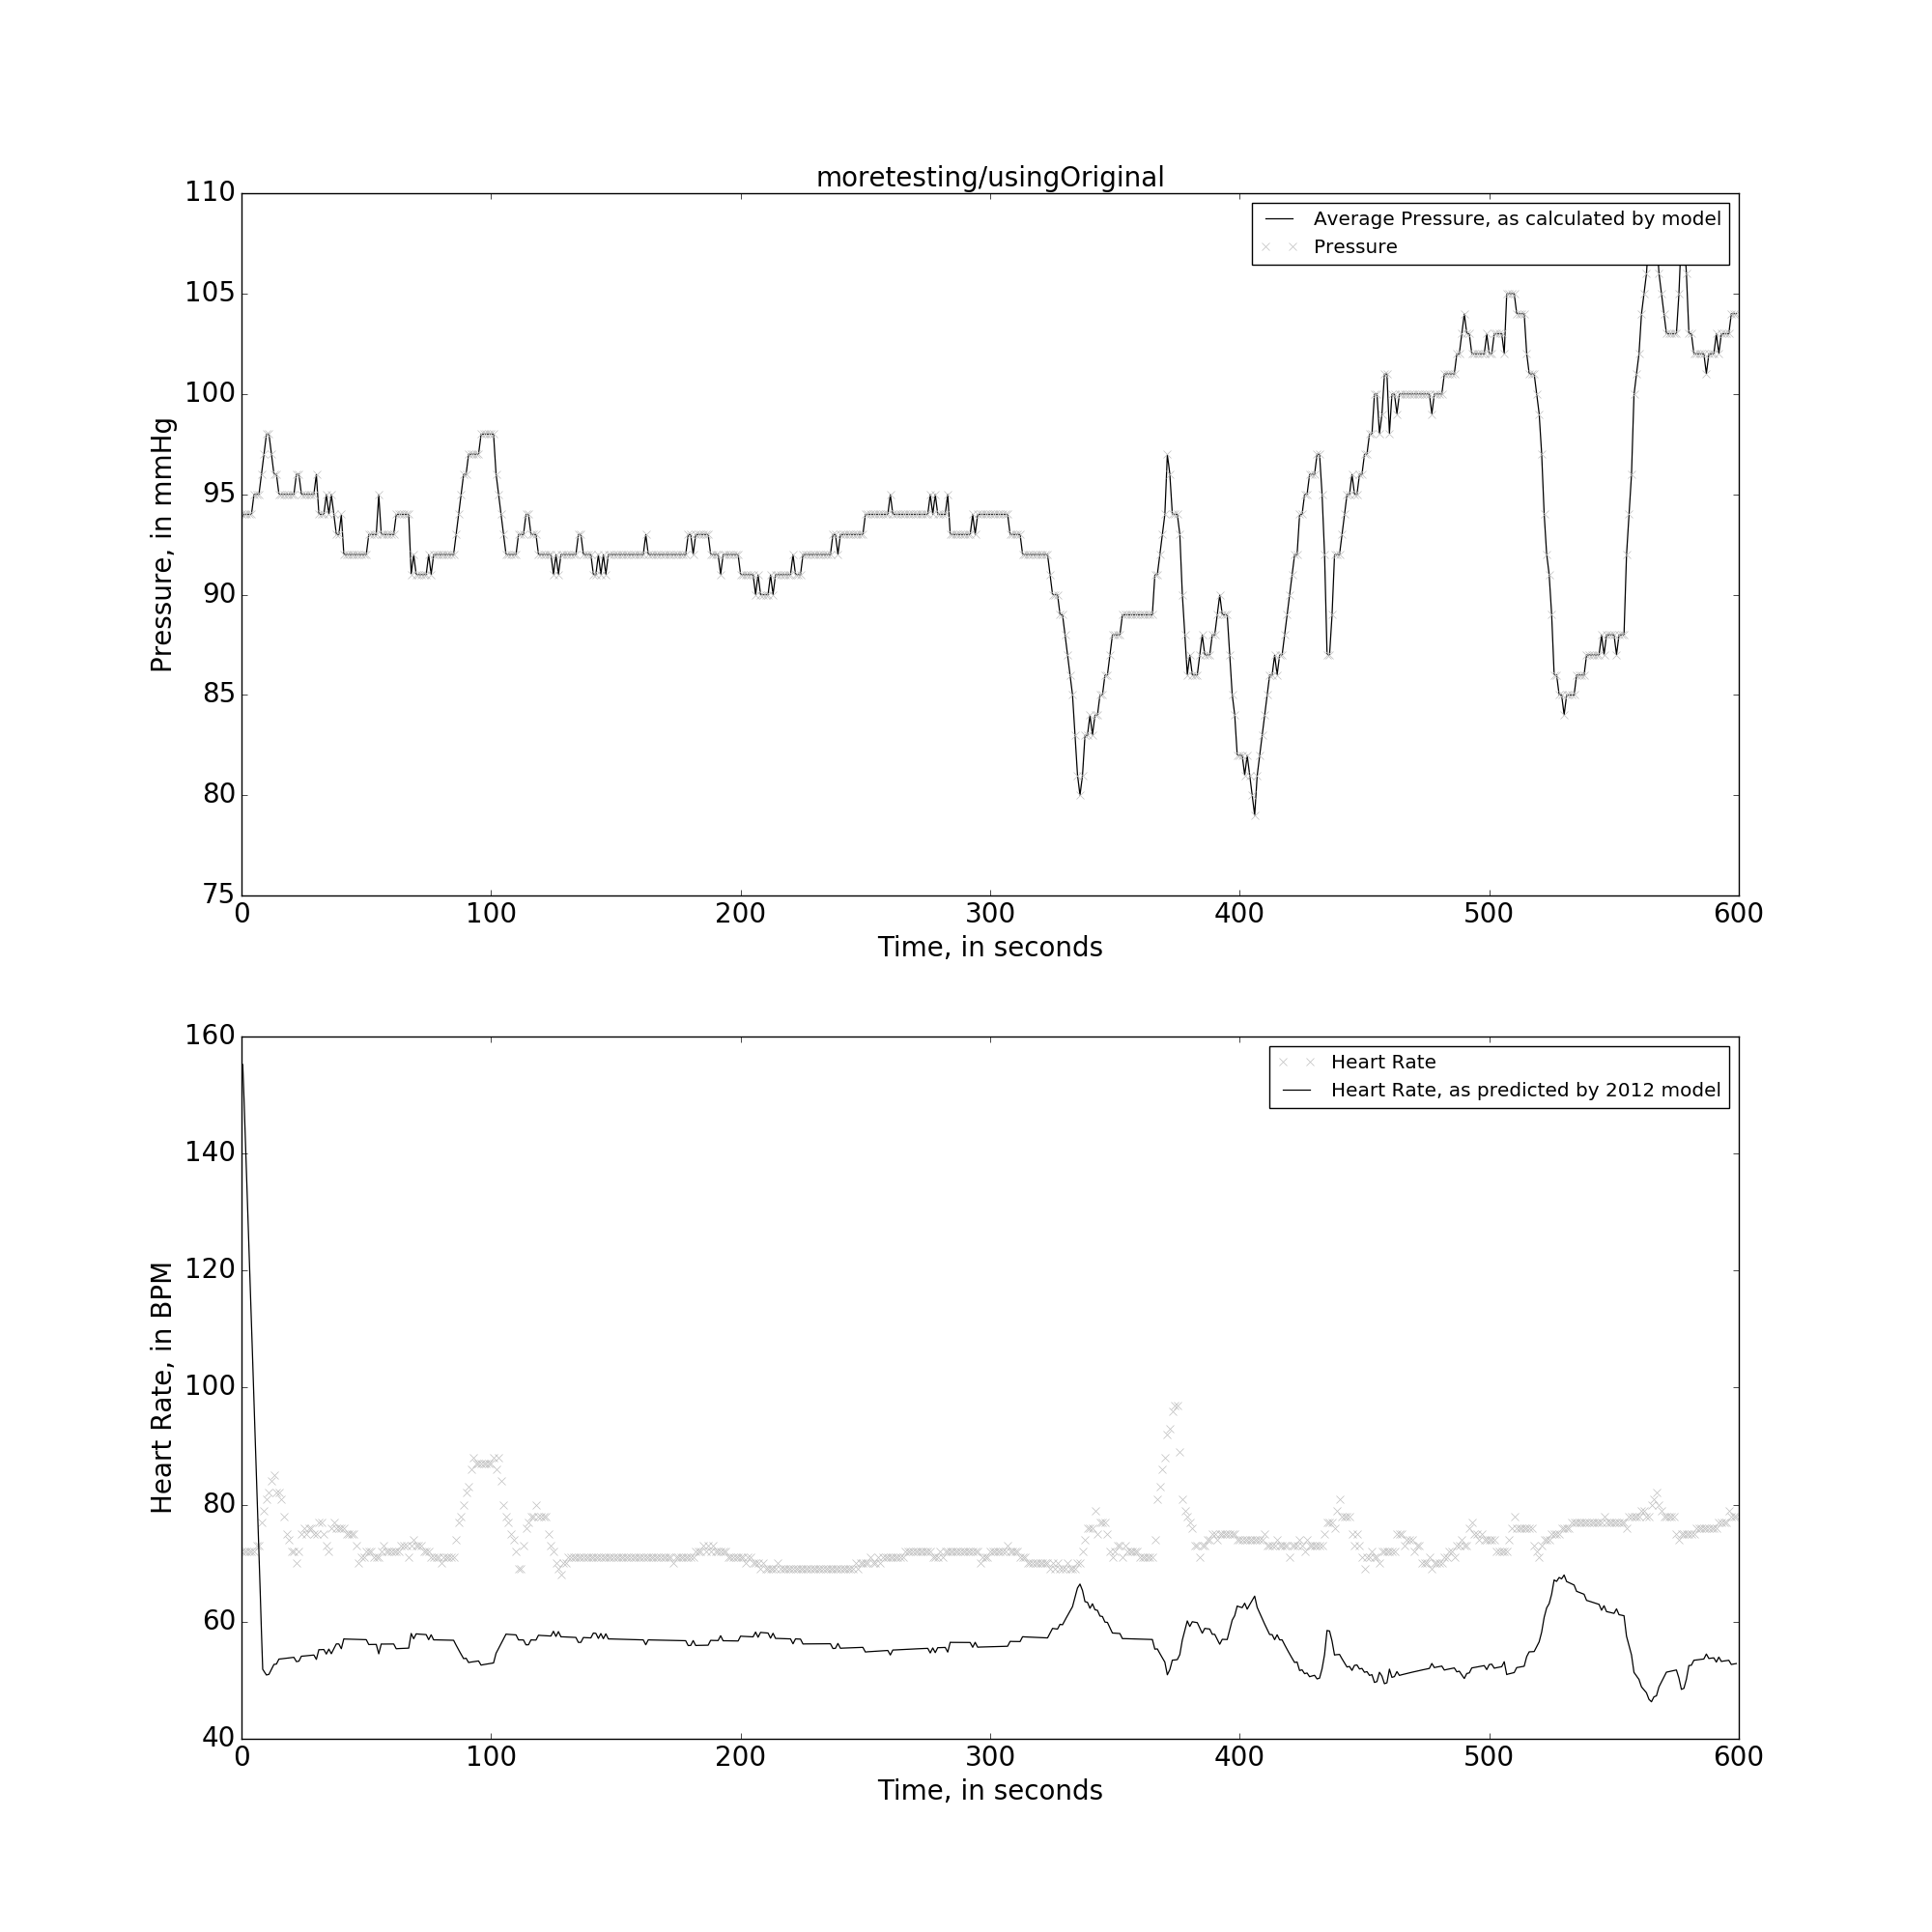 moretesting/usingOriginal
110
105
100
95
90
85
80
75
Pressure, in mmHg
Average Pressure, as calculated by model
Pressure
0 100 200 300 400 500 600
Time, in seconds
160
140
120
100
80
60
40
Heart Rate, in BPM
Heart Rate
Heart Rate, as predicted by 2012 model
0 100 200 300 400 500 600
Time, in seconds